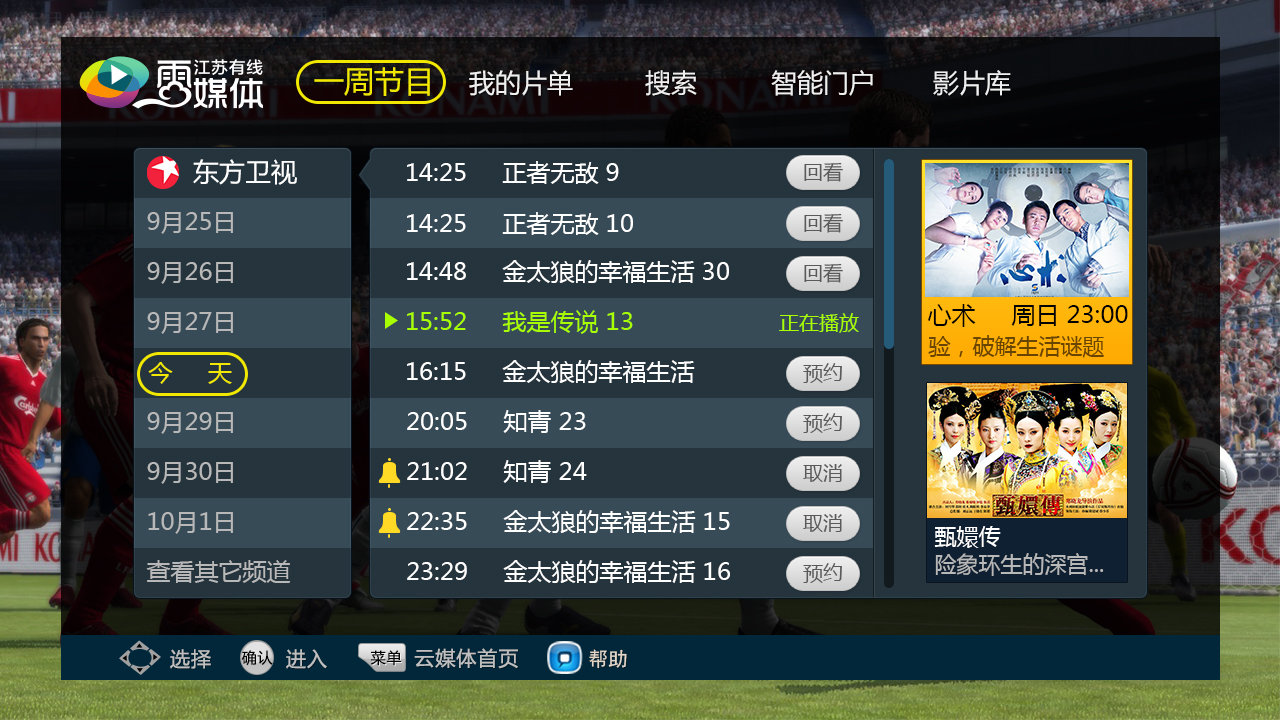 江苏有线
云媒体
一周节目
我的片单
搜索
智能门户
影片库
东方卫视
9月25日
9月26日
9月27日
今 天
9月29日
9月30日
10月1日
查看其它频道
14:25 正者无敌 9 回看
14:25 正者无敌 10 回看
14:48 金太狼的幸福生活 30 回看
15:52 我是传说 13 正在播放
16:15 金太狼的幸福生活 预约
20:05 知青 23 预约
21:02 知青 24 取消
22:35 金太狼的幸福生活 15 取消
23:29 金太狼的幸福生活 16 预约
心术
心术 周日 23:00
验，破解生活谜题
甄嬛傳
甄嬛传
险象环生的深宫...
KONAMI
KONAMI
KONAMI
Carlsberg
选择
确认 进入
菜单 云媒体首页
帮助